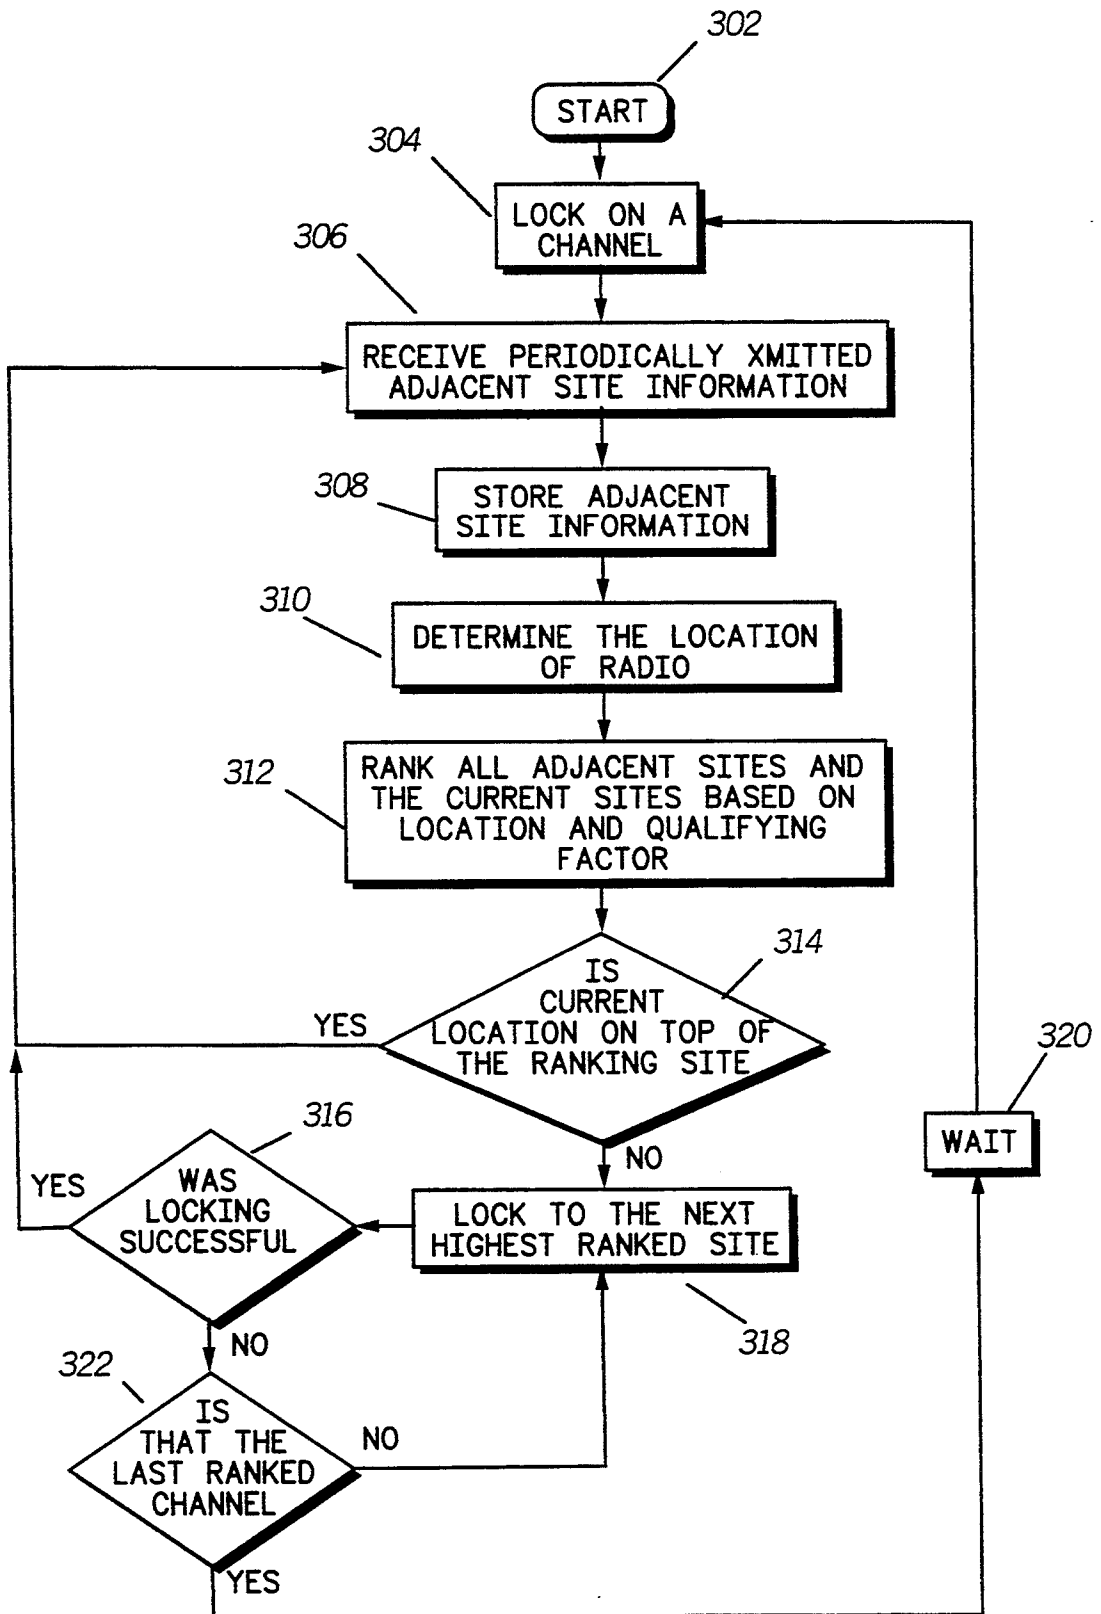 302
START
304
LOCK ON A
CHANNEL
306
RECEIVE PERIODICALLY XMITTED
ADJACENT SITE INFORMATION
308
STORE ADJACENT
SITE INFORMATION
310
DETERMINE THE LOCATION
OF RADIO
312
RANK ALL ADJACENT SITES AND
THE CURRENT SITES BASED ON
LOCATION AND QUALIFYING
FACTOR
314
IS
CURRENT
LOCATION ON TOP OF
THE RANKING SITE
YES
NO
320
WAIT
316
WAS
LOCKING
SUCCESSFUL
YES
NO
LOCK TO THE NEXT
HIGHEST RANKED SITE
318
322
IS
THAT THE
LAST RANKED
CHANNEL
NO
YES